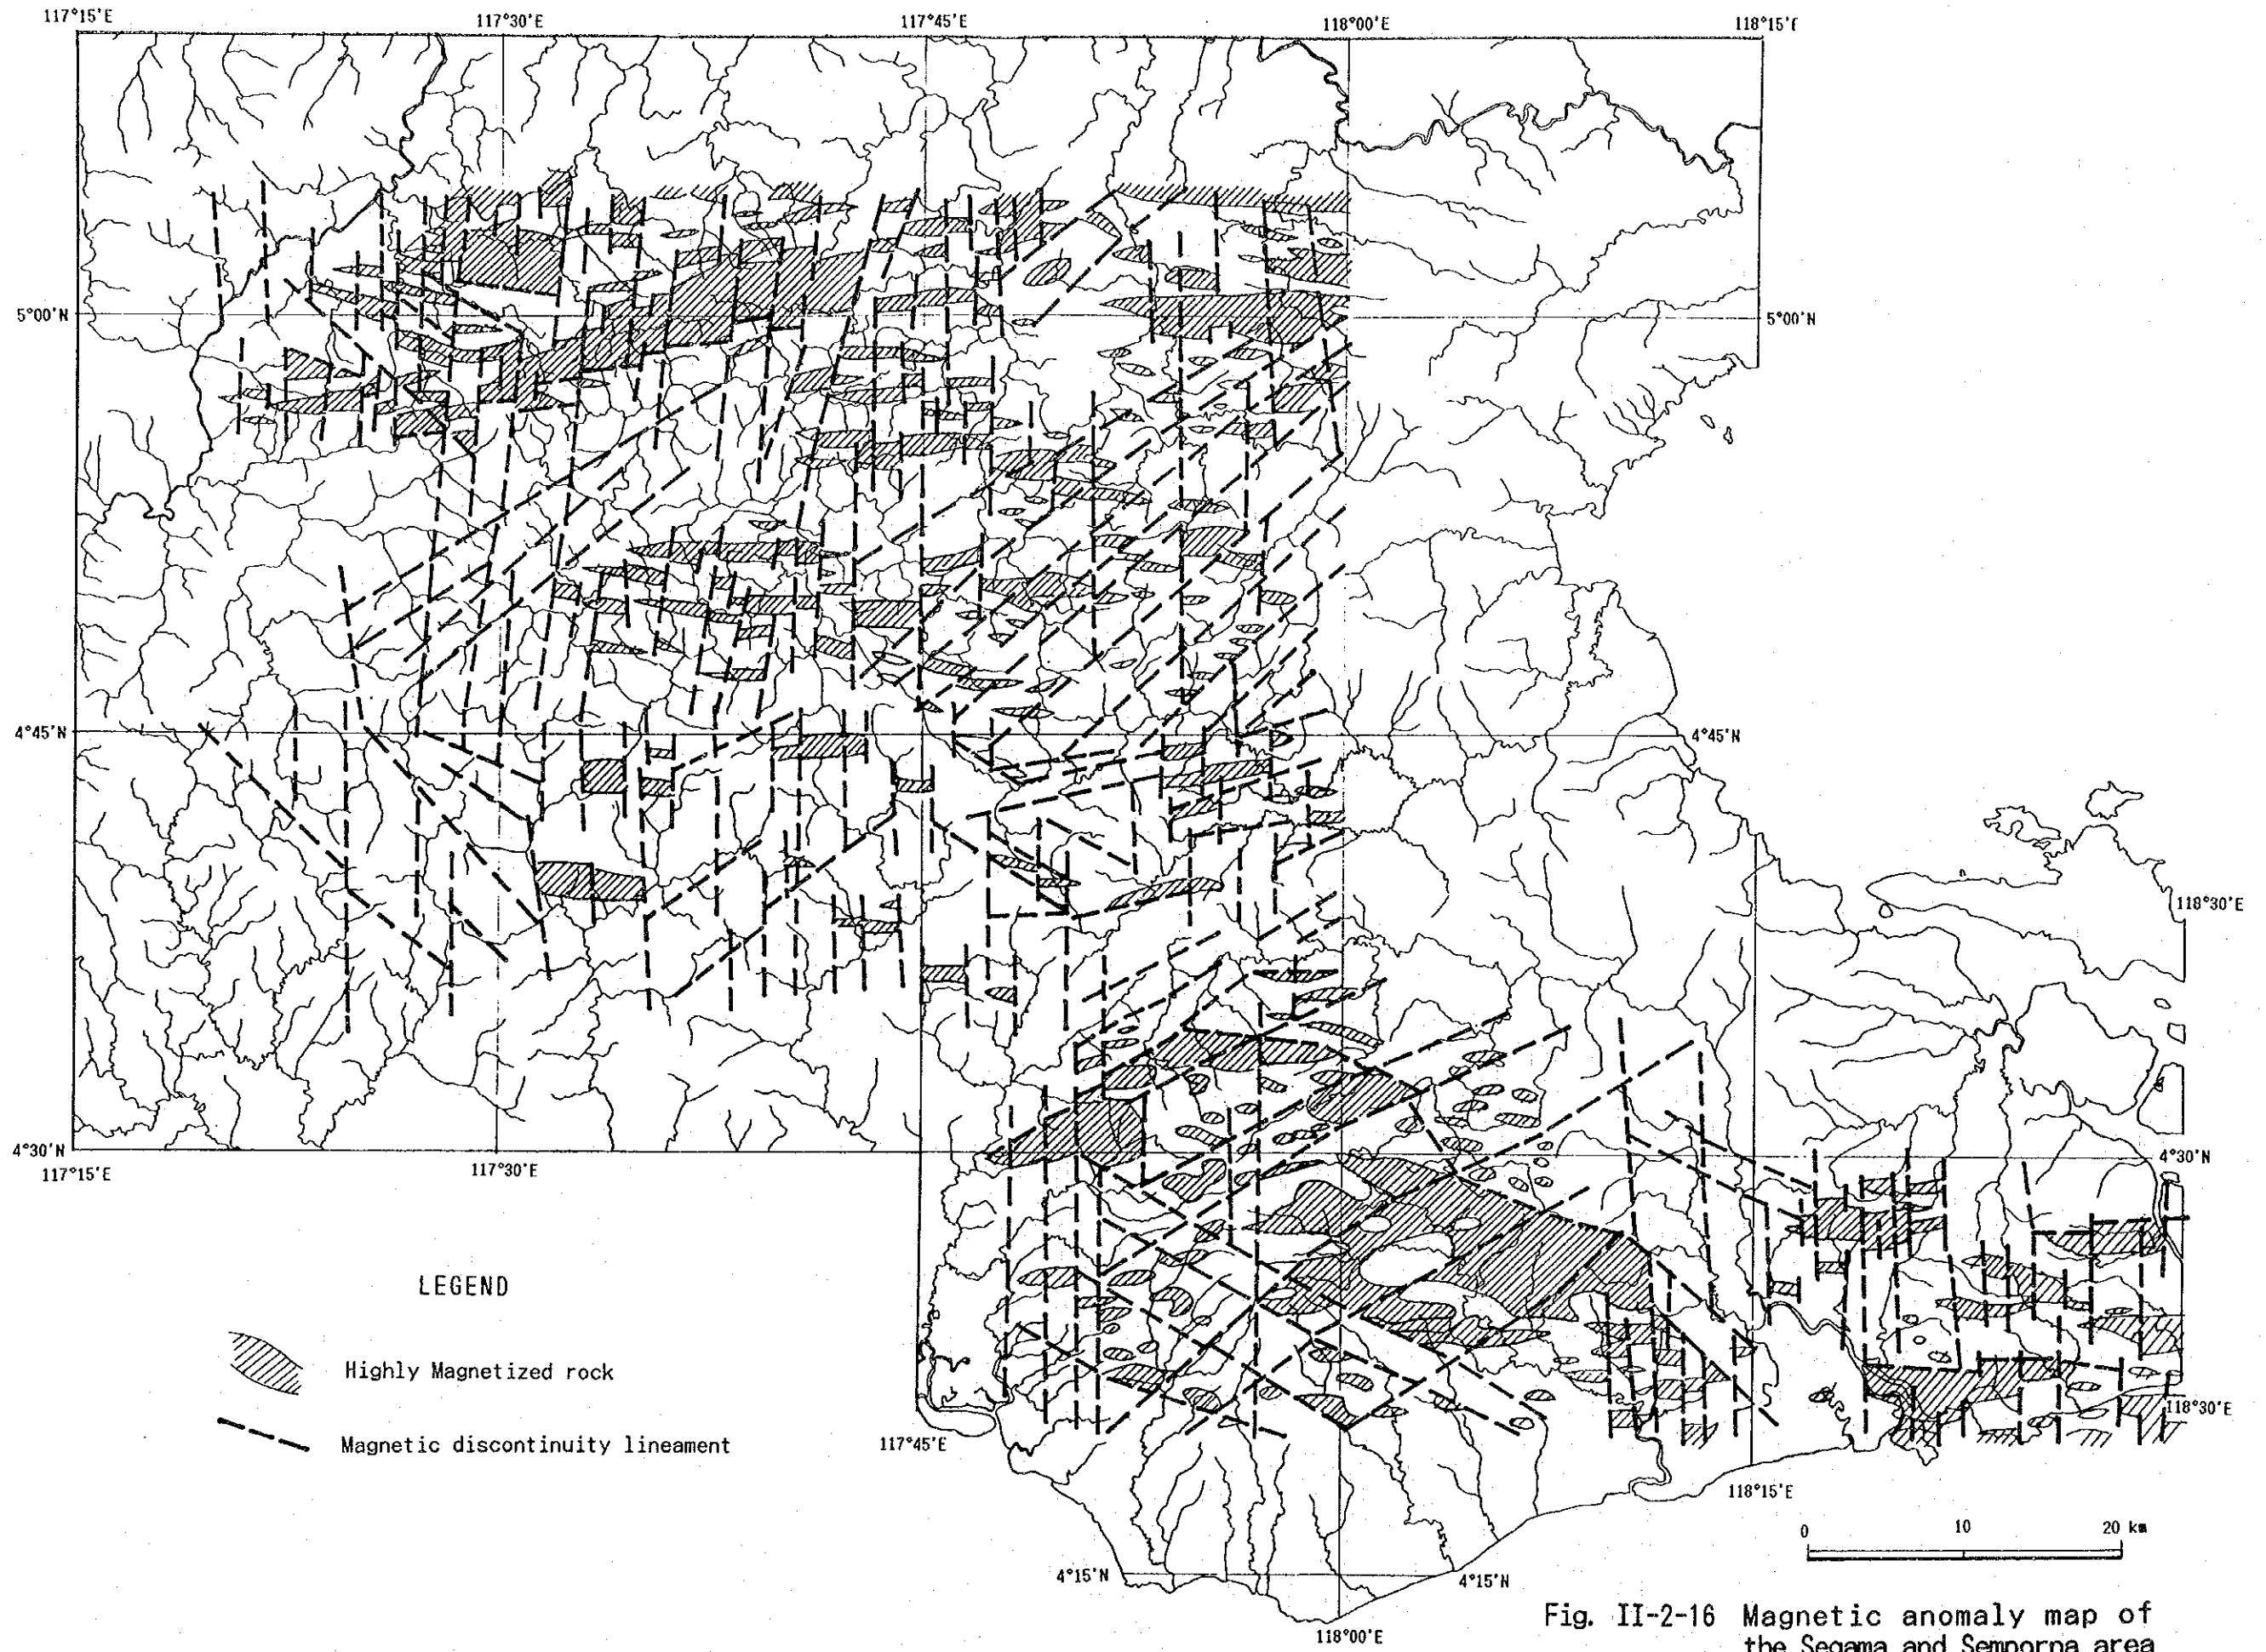 117°15'E
117°30'E
117°45'E
118°00'E
118°15'E
5°00'N
5°00'N
4°45'N
4°45'N
118°30'E
4°30'N
4°30'N
117°15'E
117°30'E
LEGEND
Highly Magnetized rock
Magnetic discontinuity lineament
118°30'E
117°45'E
118°15'E
0 10 20 km
4°15'N
4°15'N
118°00'E
Fig. II-2-16 Magnetic anomaly map of
the Segama and Semporna area